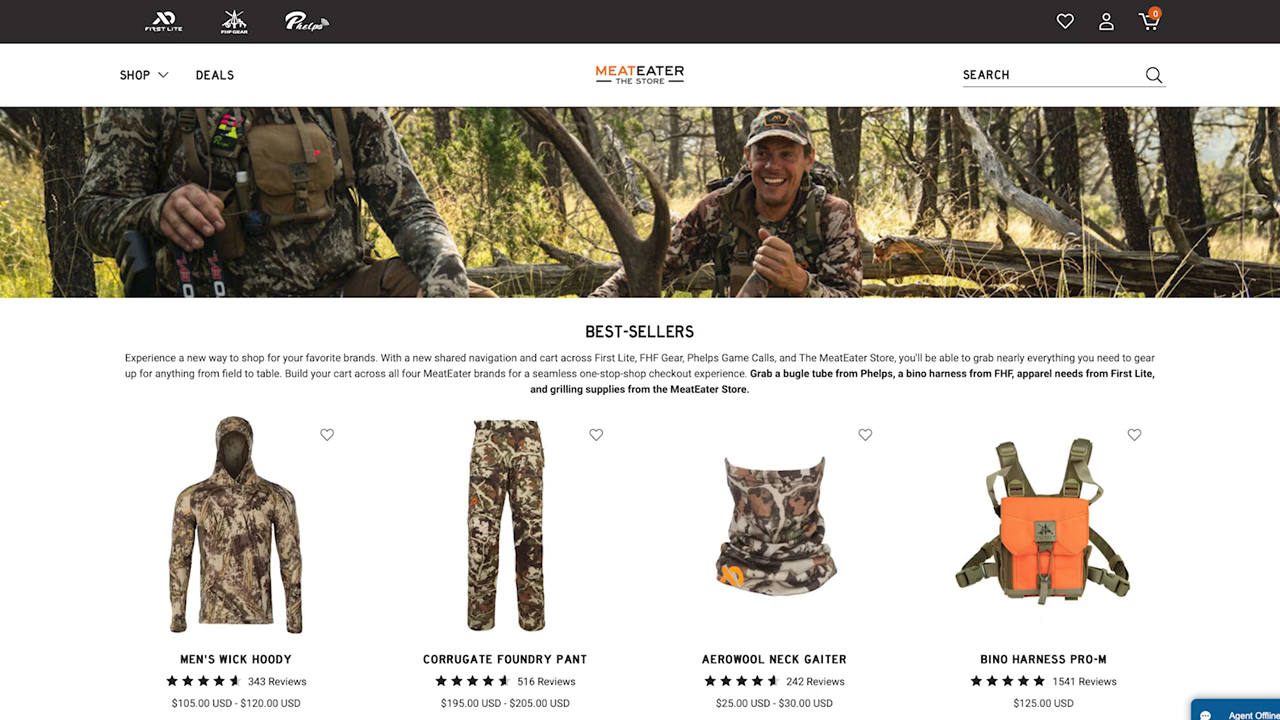 FIRST LITE
FHF GEAR
Phelps
0
SHOP
DEALS
MEATEATER
THE STORE
SEARCH
BEST-SELLERS
Experience a new way to shop for your favorite brands. With a new shared navigation and cart across First Lite, FHF Gear, Phelps Game Calls, and The MeatEater Store, you'll be able to grab nearly everything you need to gear
up for anything from field to table. Build your cart across all four MeatEater brands for a seamless one-stop-shop checkout experience. Grab a bugle tube from Phelps, a bino harness from FHF, apparel needs from First Lite,
and grilling supplies from the MeatEater Store.
MEN'S WICK HOODY
CORRUGATE FOUNDRY PANT
AEROWOOL NECK GAITER
BINO HARNESS PRO-M
343 Reviews
516 Reviews
242 Reviews
1541 Reviews
$105.00 USD - $120.00 USD
$195.00 USD - $205.00 USD
$25.00 USD - $30.00 USD
$125.00 USD
Agent Offline